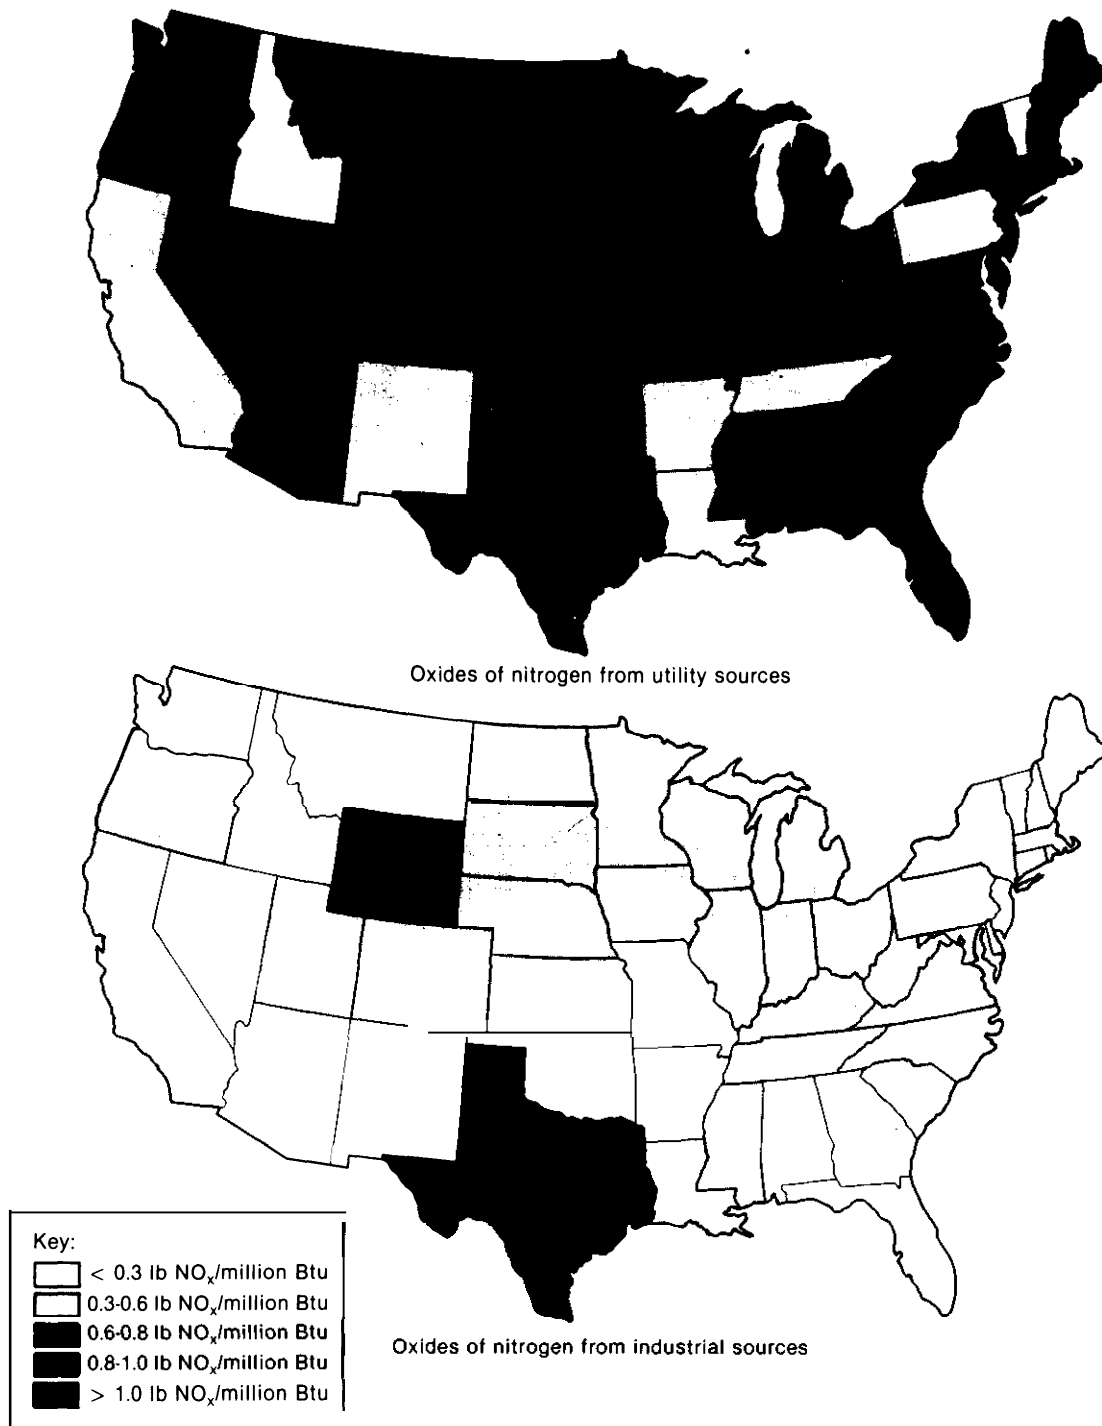 Oxides of nitrogen from utility sources
Key:
< 0.3 lb NOx/million Btu
0.3-0.6 lb NOx/million Btu
0.6-0.8 lb NOx/million Btu
0.8-1.0 lb NOx/million Btu
> 1.0 lb NOx/million Btu
Oxides of nitrogen from industrial sources